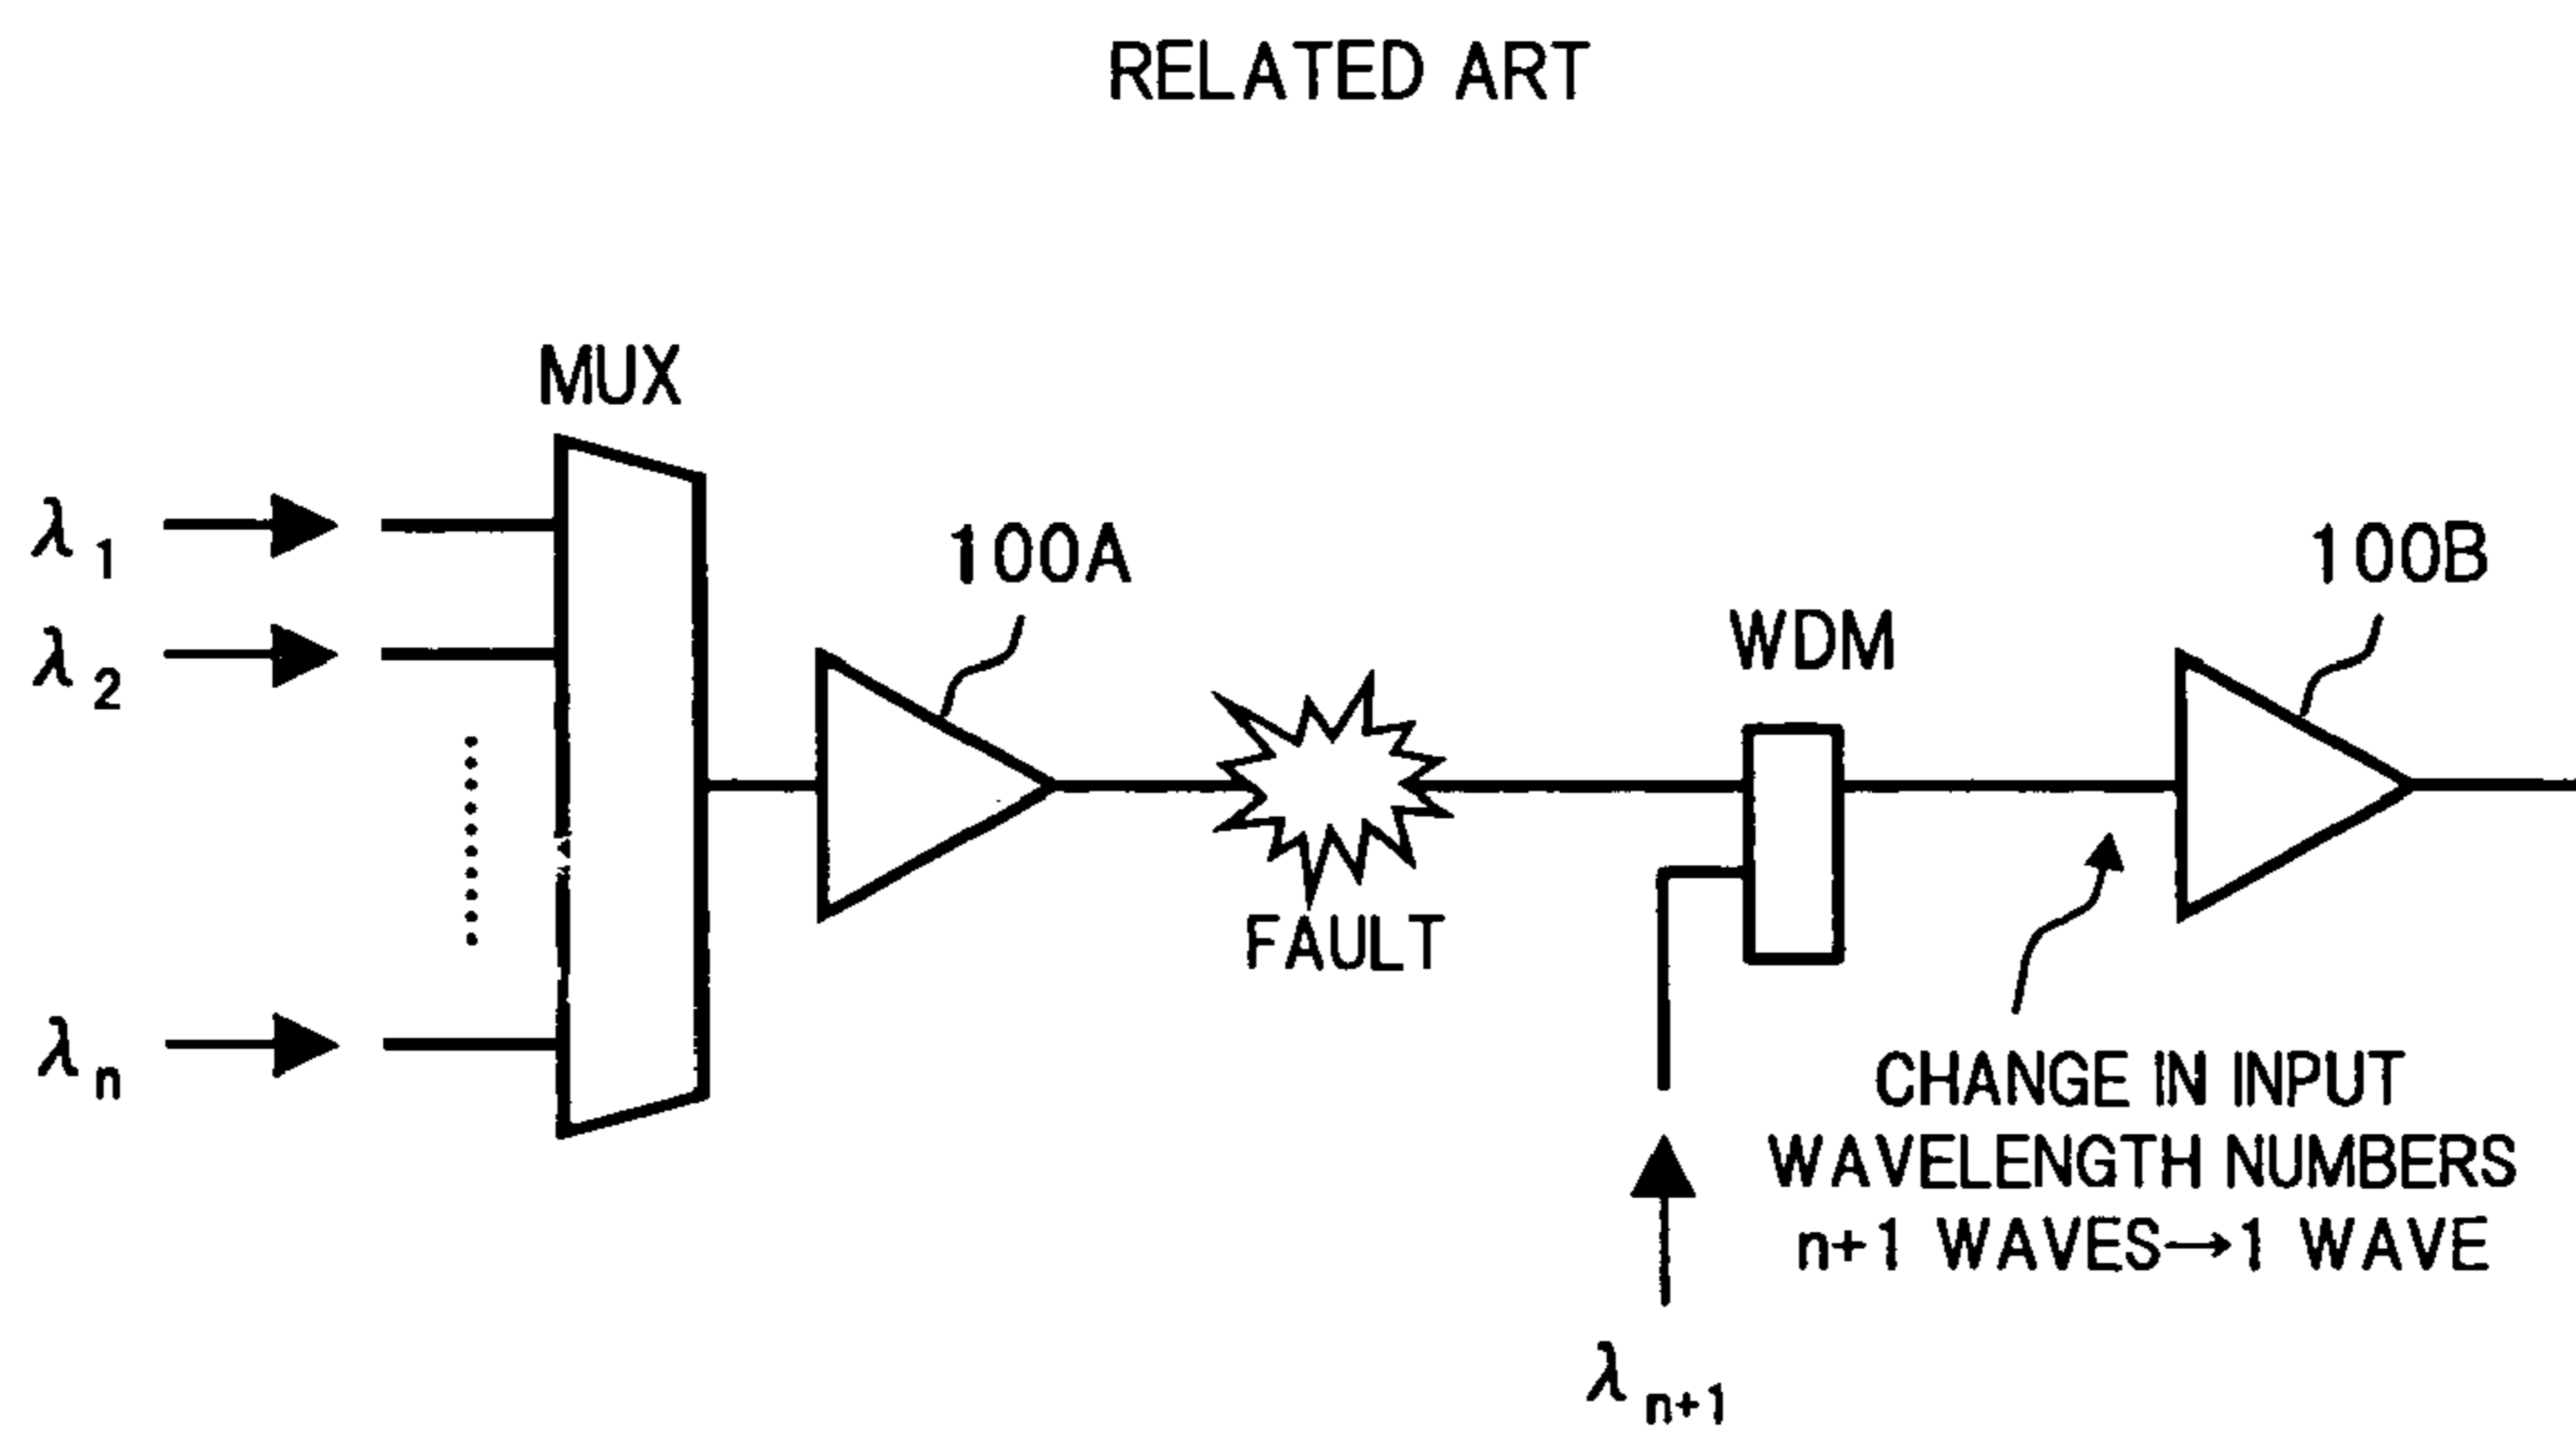 RELATED ART
MUX
λ1
λ2
λn
100A
FAULT
WDM
100B
λn+1
CHANGE IN INPUT
WAVELENGTH NUMBERS
n+1 WAVES→1 WAVE